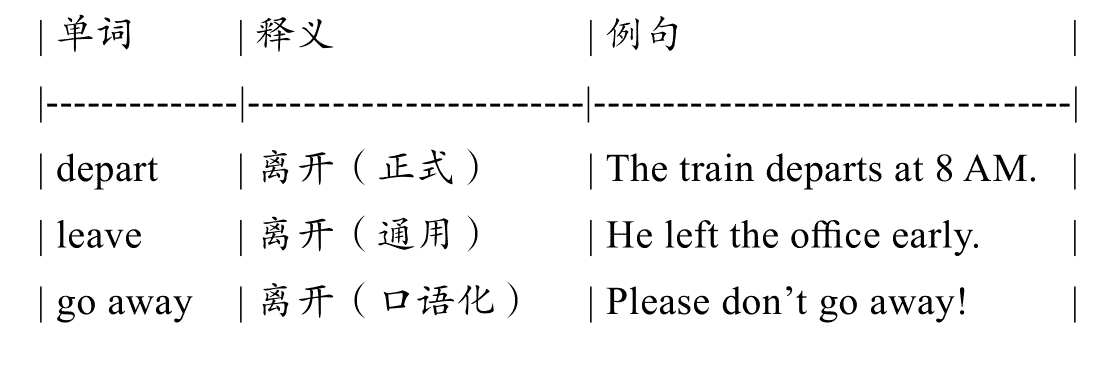 | 单词 | 释义 | 例句 |
|--------------|------------------------|----------------------------------|
| depart | 离开（正式） | The train departs at 8 AM. |
| leave | 离开（通用） | He left the office early. |
| go away | 离开（口语化） | Please don’t go away! |